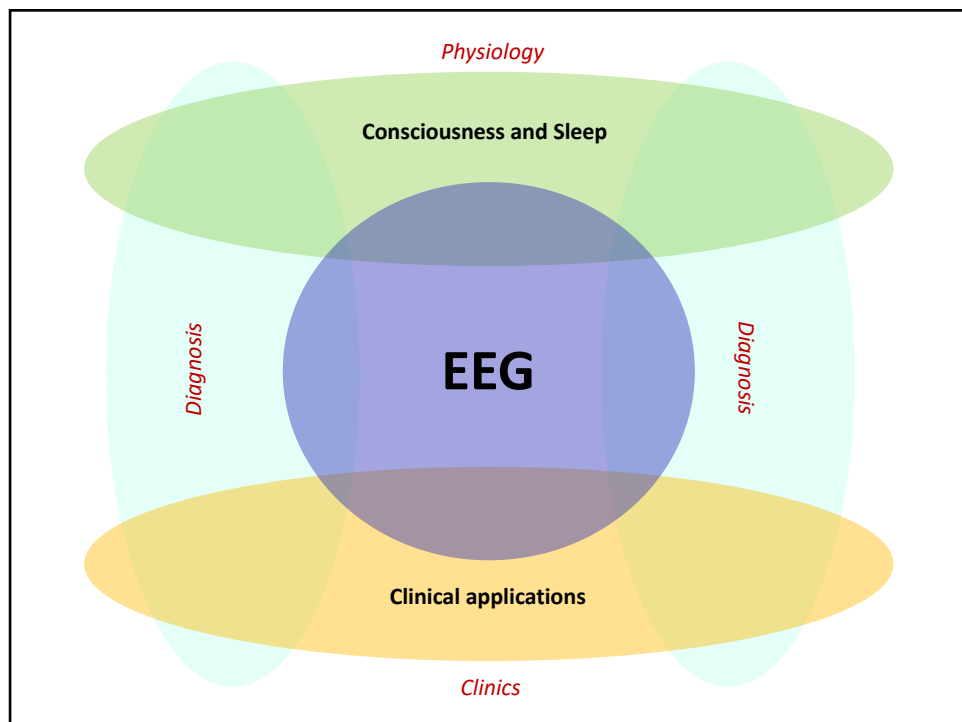 Physiology
Consciousness and Sleep
Diagnosis
EEG
Diagnosis
Clinical applications
Clinics